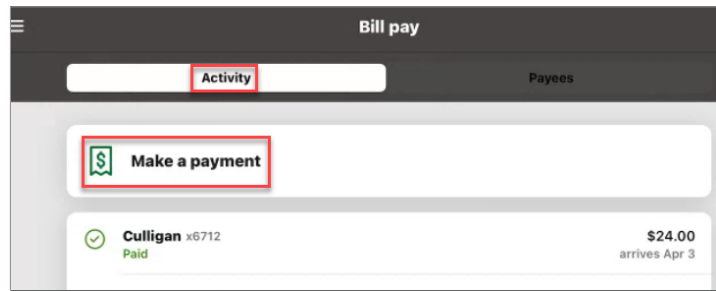 Bill pay
Activity
Payees
$ Make a payment
Culligan x6712
$24.00
Paid
arrives Apr 3